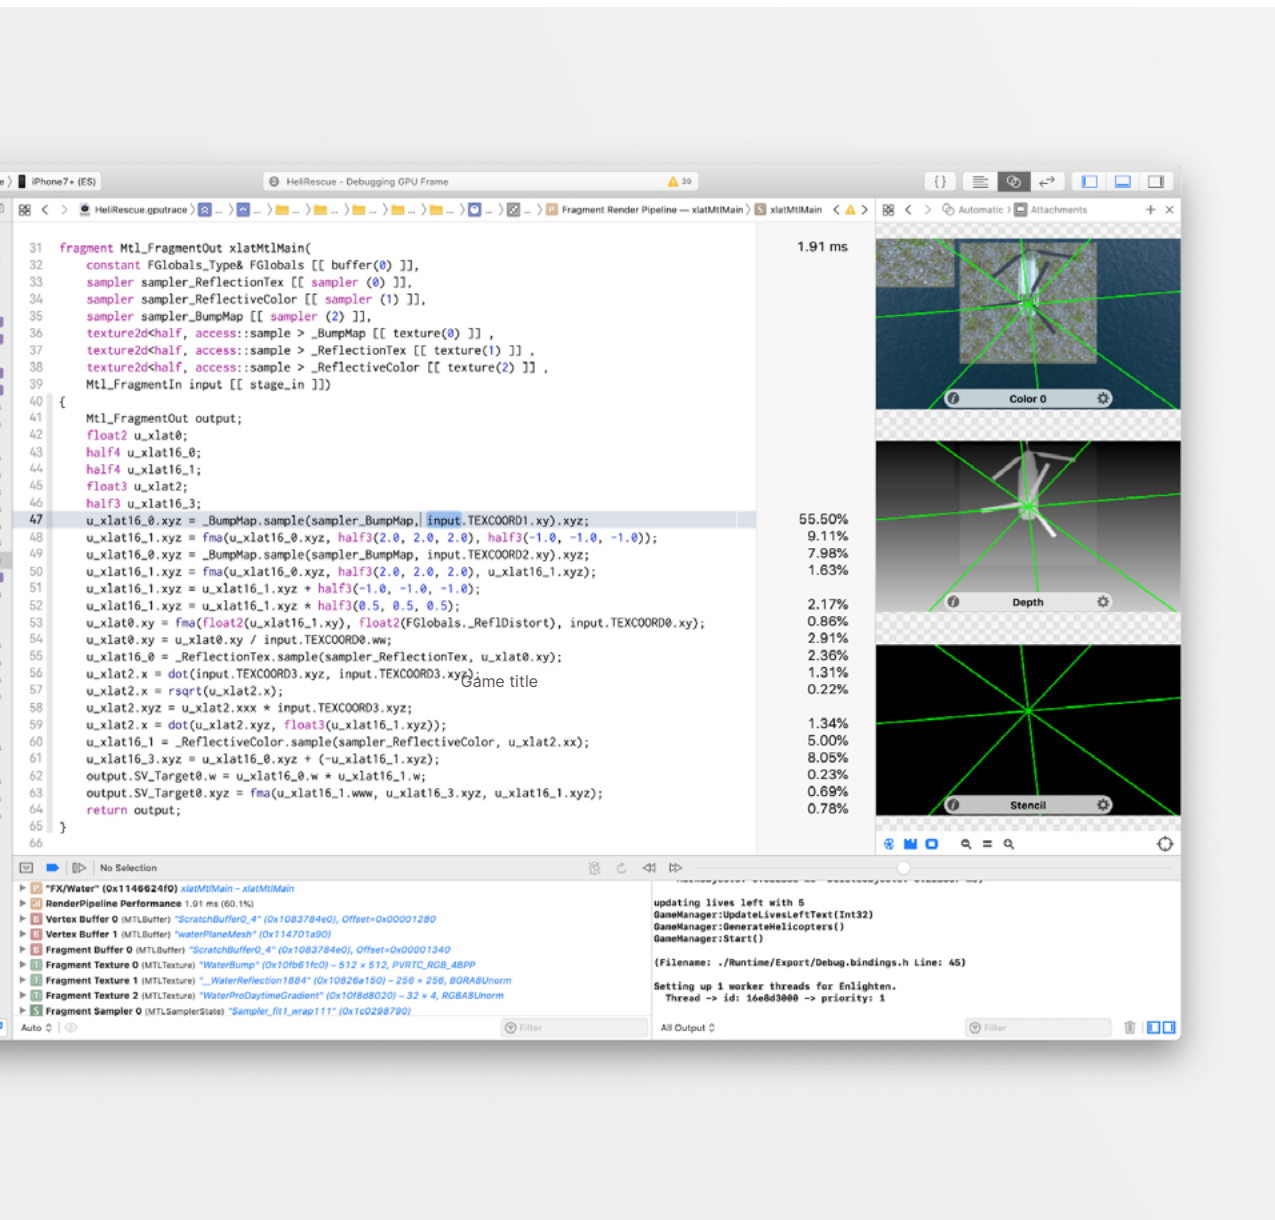 iPhone7+ (ES)
HeliRescue - Debugging GPU Frame
39
HeliRescue.gputrace
Fragment Render Pipeline — xlatMtlMain
xlatMtlMain
Automatic
Attachments
31 fragment Mtl_FragmentOut xlatMtlMain(
1.91 ms
32 constant FGlobals_Type& FGlobals [[ buffer(0) ]],
33 sampler sampler_ReflectionTex [[ sampler (0) ]],
34 sampler sampler_ReflectiveColor [[ sampler (1) ]],
35 sampler sampler_BumpMap [[ sampler (2) ]],
36 texture2d<half, access::sample > _BumpMap [[ texture(0) ]] ,
37 texture2d<half, access::sample > _ReflectionTex [[ texture(1) ]] ,
38 texture2d<half, access::sample > _ReflectiveColor [[ texture(2) ]] ,
39 Mtl_FragmentIn input [[ stage_in ]])
40 {
41 Mtl_FragmentOut output;
42 float2 u_xlat0;
43 half4 u_xlat16_0;
44 half4 u_xlat16_1;
45 float3 u_xlat2;
46 half3 u_xlat16_3;
47 u_xlat16_0.xyz = _BumpMap.sample(sampler_BumpMap, input.TEXCOORD1.xy).xyz;
55.50%
48 u_xlat16_1.xyz = fma(u_xlat16_0.xyz, half3(2.0, 2.0, 2.0), half3(-1.0, -1.0, -1.0));
9.11%
49 u_xlat16_0.xyz = _BumpMap.sample(sampler_BumpMap, input.TEXCOORD2.xy).xyz;
7.98%
50 u_xlat16_1.xyz = fma(u_xlat16_0.xyz, half3(2.0, 2.0, 2.0), u_xlat16_1.xyz);
1.63%
51 u_xlat16_1.xyz = u_xlat16_1.xyz + half3(-1.0, -1.0, -1.0);
52 u_xlat16_1.xyz = u_xlat16_1.xyz * half3(0.5, 0.5, 0.5);
2.17%
53 u_xlat0.xy = fma(float2(u_xlat16_1.xy), float2(FGlobals._ReflDistort), input.TEXCOORD0.xy);
0.86%
54 u_xlat0.xy = u_xlat0.xy / input.TEXCOORD0.ww;
2.91%
55 u_xlat16_0 = _ReflectionTex.sample(sampler_ReflectionTex, u_xlat0.xy);
2.36%
56 u_xlat2.x = dot(input.TEXCOORD3.xyz, input.TEXCOORD3.xyz);
1.31%
Game title
57 u_xlat2.x = rsqrt(u_xlat2.x);
0.22%
58 u_xlat2.xyz = u_xlat2.xxx * input.TEXCOORD3.xyz;
59 u_xlat2.x = dot(u_xlat2.xyz, float3(u_xlat16_1.xyz));
1.34%
60 u_xlat16_1 = _ReflectiveColor.sample(sampler_ReflectiveColor, u_xlat2.xx);
5.00%
61 u_xlat16_3.xyz = u_xlat16_0.xyz + (-u_xlat16_1.xyz);
8.05%
62 output.SV_Target0.w = u_xlat16_0.w * u_xlat16_1.w;
0.23%
63 output.SV_Target0.xyz = fma(u_xlat16_1.www, u_xlat16_3.xyz, u_xlat16_1.xyz);
0.69%
64 return output;
0.78%
65 }
66
Color 0
Depth
Stencil
No Selection
"FX/Water" (0x1146024f0) xlatMtlMain – xlatMtlMain
RenderPipeline Performance 1.91 ms (60.1%)
Vertex Buffer 0 (MTLBuffer) "ScratchBuffer0_4" (0x1083784e0), Offset=0x00001280
Vertex Buffer 1 (MTLBuffer) "waterPlaneMesh" (0x114701a90)
Fragment Buffer 0 (MTLBuffer) "ScratchBuffer0_4" (0x1083784e0), Offset=0x00001340
Fragment Texture 0 (MTLTexture) "WaterBump" (0x10fb61fc0) – 512 × 512, PVRTC_RGB_4BPP
Fragment Texture 1 (MTLTexture) "__WaterReflection1884" (0x10826a150) – 256 × 256, BGRA8Unorm
Fragment Texture 2 (MTLTexture) "WaterProDaytimeGradient" (0x10f8d8020) – 32 × 4, RGBA8Unorm
Fragment Sampler 0 (MTLSamplerState) "Sampler_fit1_wrap111" (0x1c0298790)
Auto
Filter
updating lives left with 5
GameManager:UpdateLivesLeftText(Int32)
GameManager:GenerateHelicopters()
GameManager:Start()
(Filename: ./Runtime/Export/Debug.bindings.h Line: 45)
Setting up 1 worker threads for Enlighten.
Thread -> id: 16e8d3000 -> priority: 1
All Output
Filter